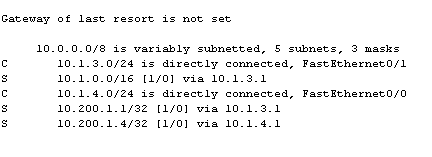 Gateway of last resort is not set
10.0.0.0/8 is variably subnetted, 5 subnets, 3 masks
C 10.1.3.0/24 is directly connected, FastEthernet0/1
S 10.1.0.0/16 [1/0] via 10.1.3.1
C 10.1.4.0/24 is directly connected, FastEthernet0/0
S 10.200.1.1/32 [1/0] via 10.1.3.1
S 10.200.1.4/32 [1/0] via 10.1.4.1